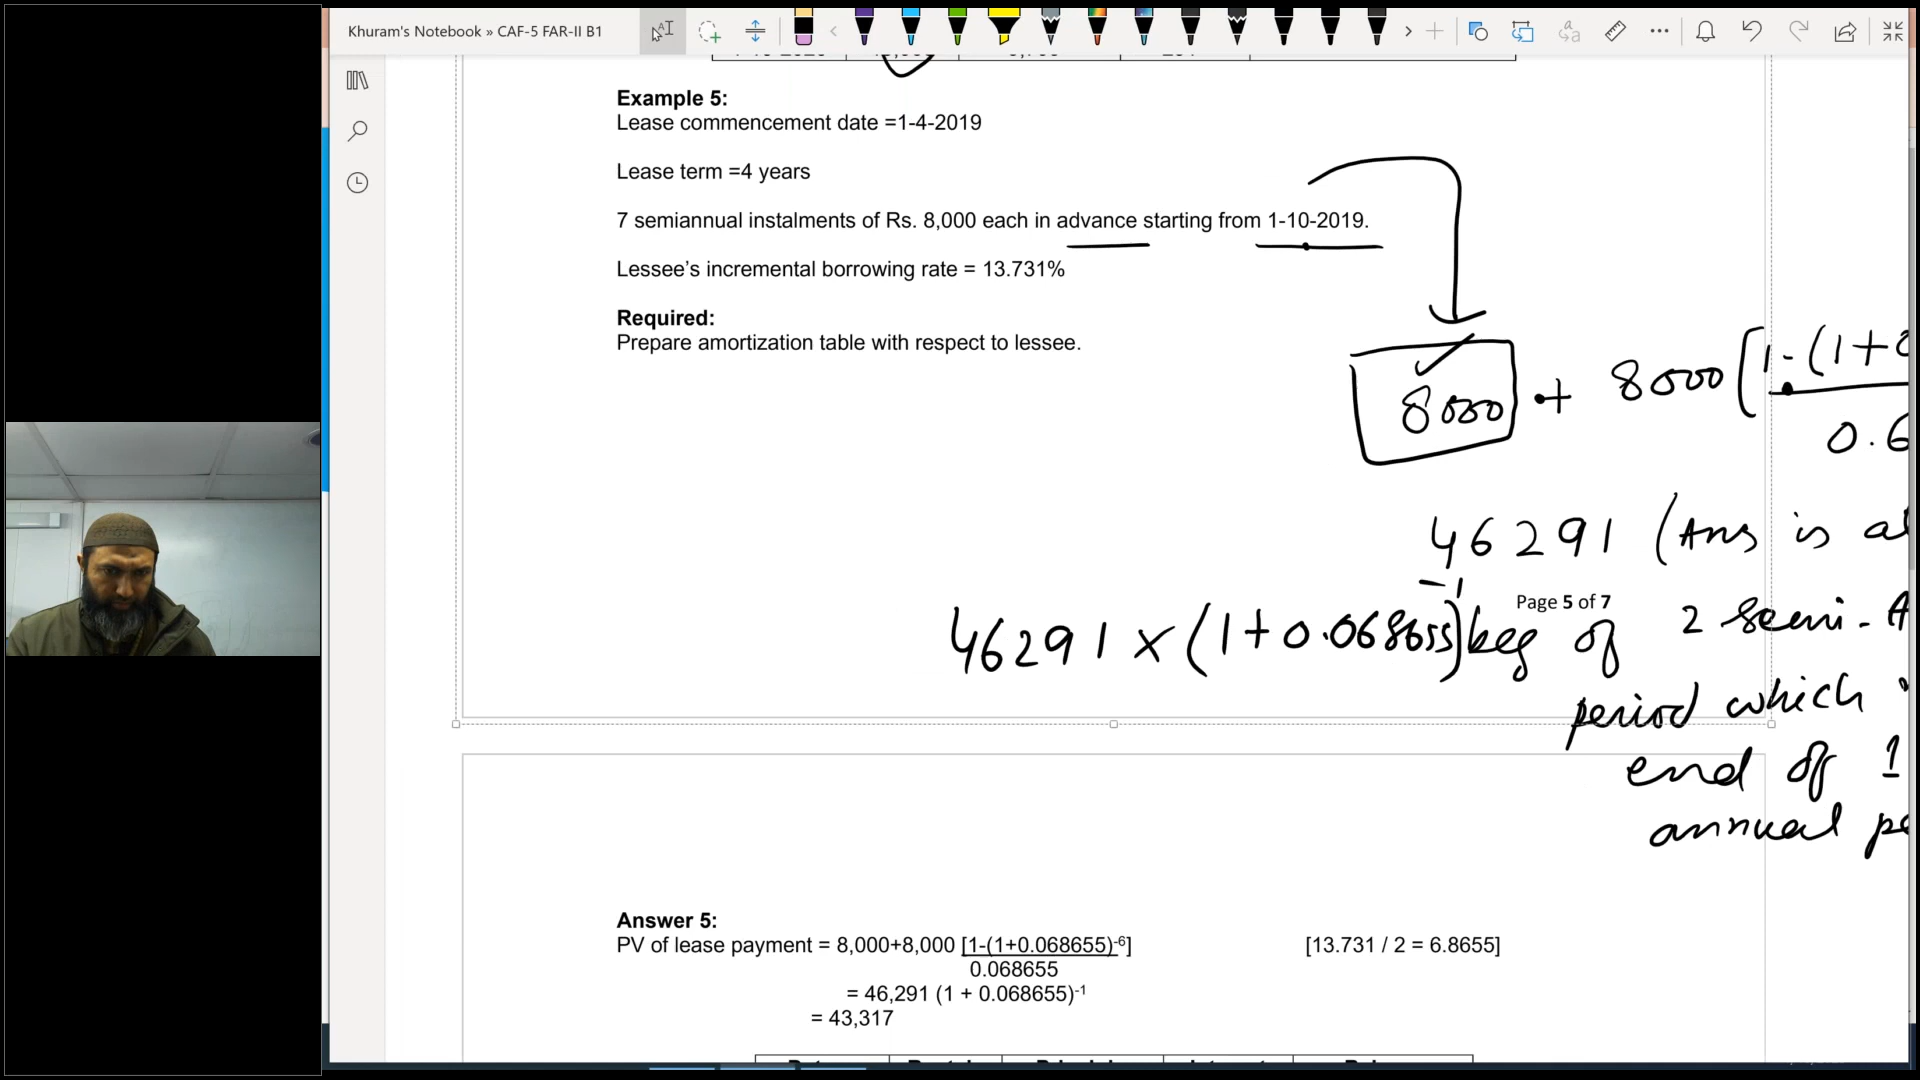 Khuram's Notebook » CAF-5 FAR-II B1
Example 5:
Lease commencement date =1-4-2019
Lease term =4 years
7 semiannual instalments of Rs. 8,000 each in advance starting from 1-10-2019.
Lessee's incremental borrowing rate = 13.731%
Required:
Prepare amortization table with respect to lessee.
8000 + 8000 [1-(1+0
0.6
46291 (Ans is
Page 5 of 7
46291 × (1+0.068655)-1 beg of 2 semi-A
period which
end of 1
annual
Answer 5:
PV of lease payment = 8,000+8,000 [1-(1+0.068655)-6] [13.731 / 2 = 6.8655]
0.068655
= 46,291 (1 + 0.068655)-1
= 43,317